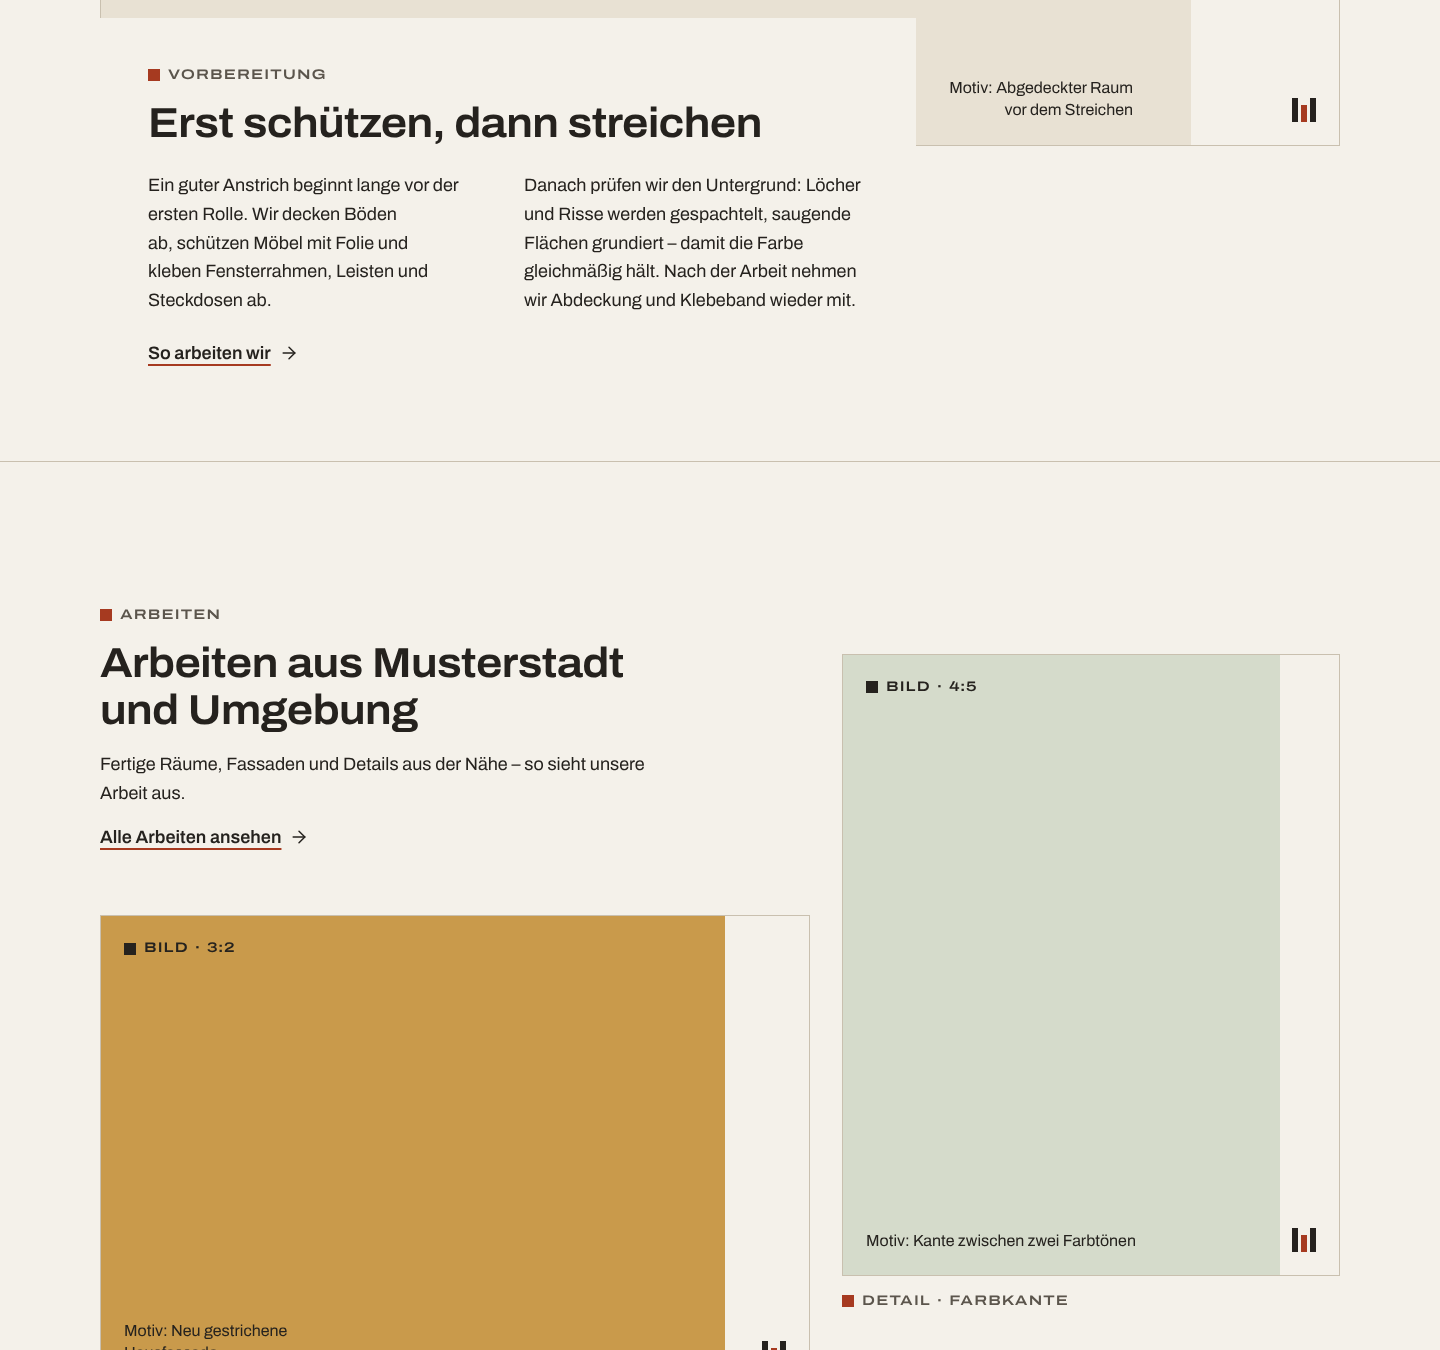 Motiv: Abgedeckter Raum
vor dem Streichen
VORBEREITUNG
Erst schützen, dann streichen
Ein guter Anstrich beginnt lange vor der
ersten Rolle. Wir decken Böden
ab, schützen Möbel mit Folie und
kleben Fensterrahmen, Leisten und
Steckdosen ab.
Danach prüfen wir den Untergrund: Löcher
und Risse werden gespachtelt, saugende
Flächen grundiert – damit die Farbe
gleichmäßig hält. Nach der Arbeit nehmen
wir Abdeckung und Klebeband wieder mit.
So arbeiten wir
ARBEITEN
Arbeiten aus Musterstadt
und Umgebung
Fertige Räume, Fassaden und Details aus der Nähe – so sieht unsere
Arbeit aus.
Alle Arbeiten ansehen
BILD · 3:2
Motiv: Neu gestrichene
BILD · 4:5
Motiv: Kante zwischen zwei Farbtönen
DETAIL · FARBKANTE